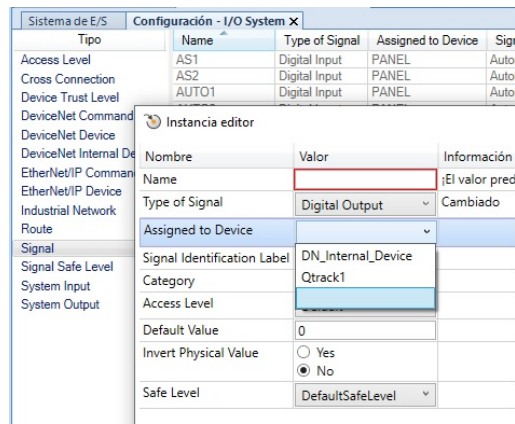 Sistema de E/S Configuración - I/O System X
Tipo Name Type of Signal Assigned to Device Sig
Access Level AS1 Digital Input PANEL Auto
Cross Connection AS2 Digital Input PANEL Auto
Device Trust Level AUTO1 Digital Input PANEL Auto
DeviceNet Command
DeviceNet Device Instancia editor
DeviceNet Internal De Nombre Valor Información
EtherNet/IP Comman Name ¡El valor pred
EtherNet/IP Device Type of Signal Digital Output Cambiado
Industrial Network
Route Assigned to Device
Signal Signal Identification Label DN_Internal_Device
Signal Safe Level Category Qtrack1
System Input Access Level
System Output
Default Value 0
Invert Physical Value Yes
No
Safe Level DefaultSafeLevel